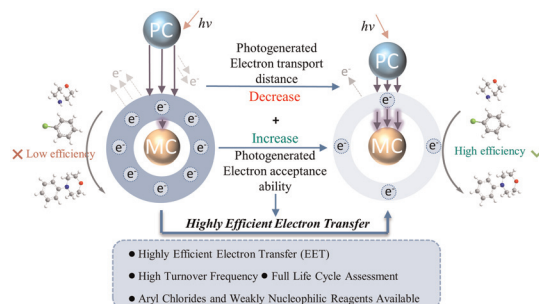 PC
hν
e⁻
e⁻
e⁻
e⁻
e⁻
e⁻
e⁻
e⁻
e⁻
e⁻
MC
× Low efficiency
Photogenerated
Electron transport
distance
Decrease
+
Increase
Photogenerated
Electron acceptance
ability
hν
PC
e⁻
e⁻
e⁻
e⁻
e⁻
MC
High efficiency ✓
Highly Efficient Electron Transfer
● Highly Efficient Electron Transfer (EET)
● High Turnover Frequency ● Full Life Cycle Assessment
● Aryl Chlorides and Weakly Nucleophilic Reagents Available